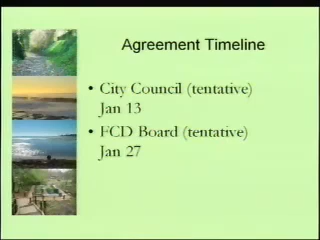 Agreement Timeline
• City Council (tentative)
Jan 13
• FCD Board (tentative)
Jan 27